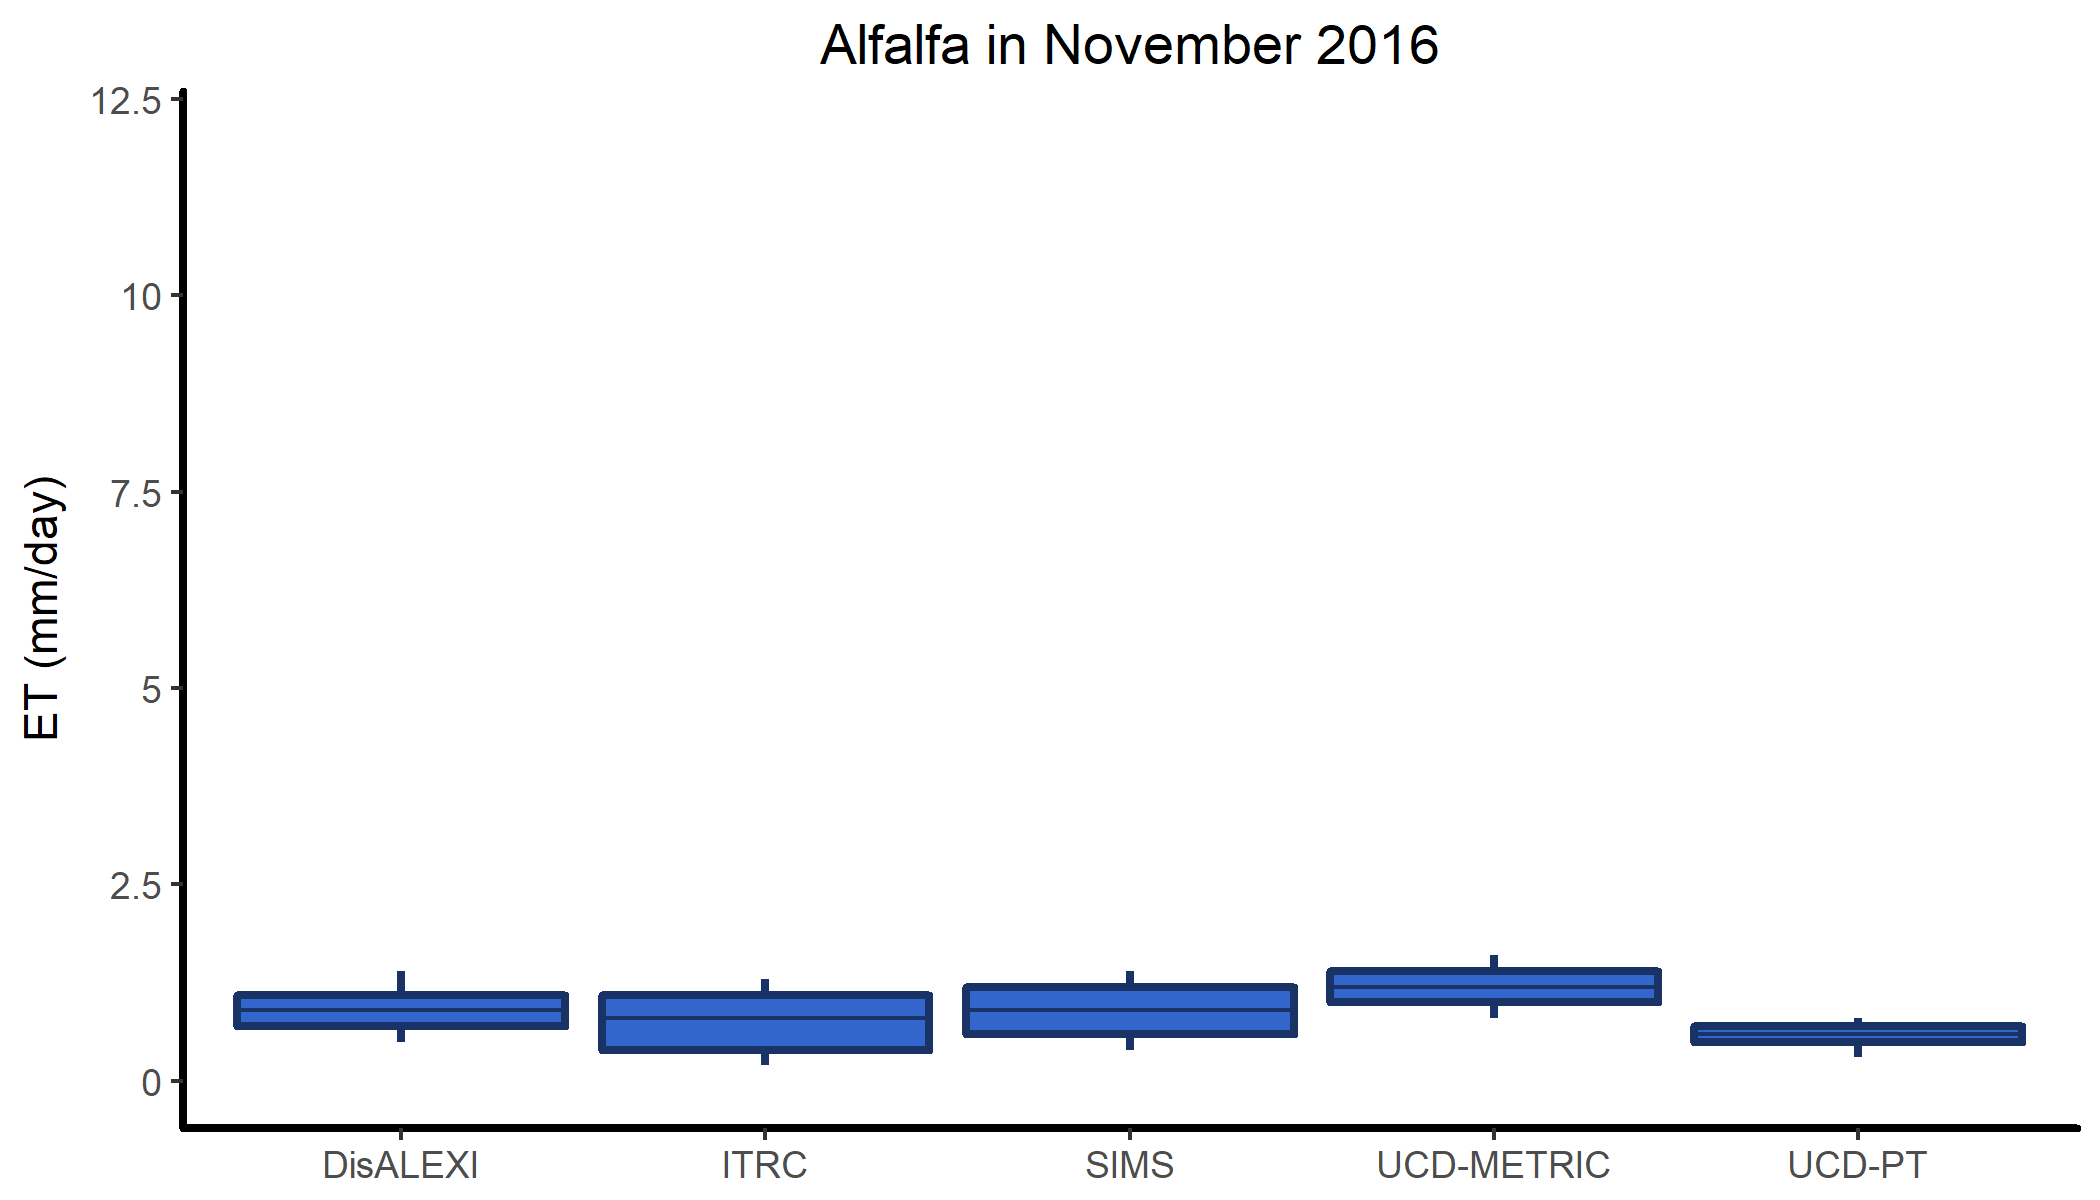 Alfalfa in November 2016
12.5
10
7.5
5
2.5
0
ET (mm/day)
DisALEXI ITRC SIMS UCD-METRIC UCD-PT